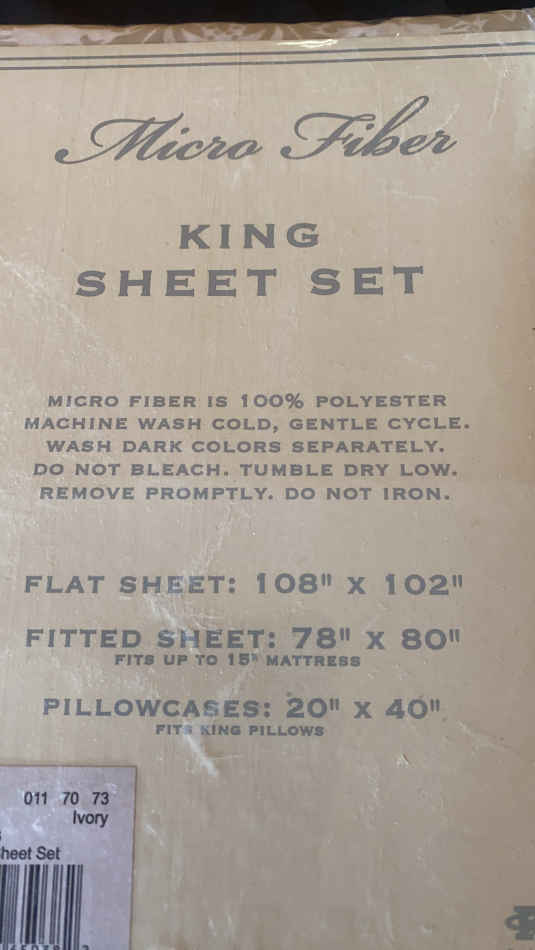 Micro Fiber
KING
SHEET SET
MICRO FIBER IS 100% POLYESTER
MACHINE WASH COLD, GENTLE CYCLE.
WASH DARK COLORS SEPARATELY.
DO NOT BLEACH. TUMBLE DRY LOW.
REMOVE PROMPTLY. DO NOT IRON.
FLAT SHEET: 108" X 102"
FITTED SHEET: 78" X 80"
FITS UP TO 15" MATTRESS
PILLOWCASES: 20" X 40"
FITS KING PILLOWS
011 70 73
Ivory
heet Set